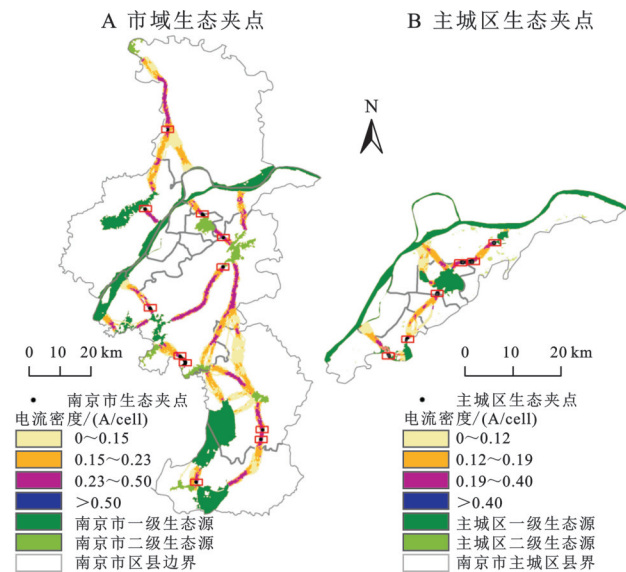 A 市域生态夹点
B 主城区生态夹点
N
0 10 20 km
0 10 20 km
南京市生态夹点
电流密度/(A/cell)
0～0.15
0.15～0.23
0.23～0.50
＞0.50
南京市一级生态源
南京市二级生态源
南京市区县边界
主城区生态夹点
电流密度/(A/cell)
0～0.12
0.12～0.19
0.19～0.40
＞0.40
主城区一级生态源
主城区二级生态源
南京市主城区县界